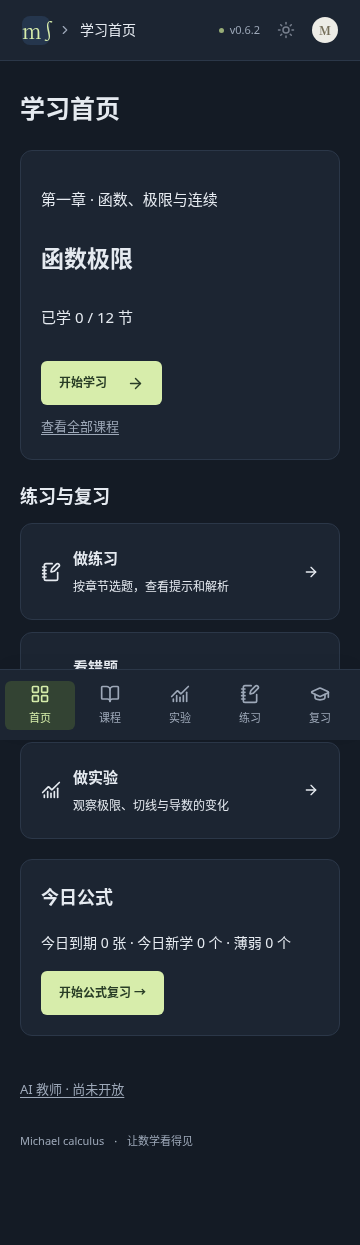 m∫ 学习首页 v0.6.2 M
学习首页
第一章 · 函数、极限与连续
函数极限
已学 0 / 12 节
开始学习
查看全部课程
练习与复习
做练习
按章节选题，查看提示和解析
看错题
首页 课程 实验 练习 复习
做实验
观察极限、切线与导数的变化
今日公式
今日到期 0 张 · 今日新学 0 个 · 薄弱 0 个
开始公式复习 →
AI 教师 · 尚未开放
Michael calculus · 让数学看得见